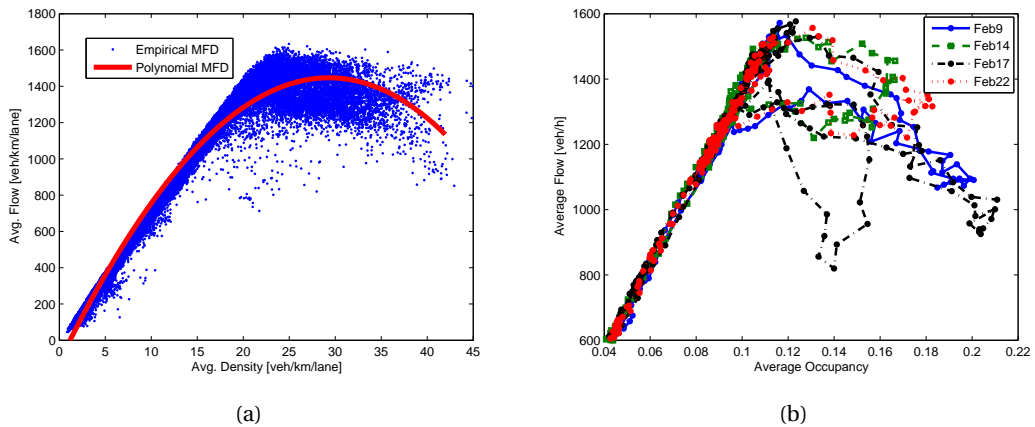 1800
1600
1400
1200
1000
800
600
400
200
0
Avg. Flow [veh/km/lane]
Empirical MFD
Polynomial MFD
0 5 10 15 20 25 30 35 40 45
Avg. Density [veh/km/lane]
(a)
1600
1400
1200
1000
800
600
Average Flow [veh/h]
Feb9
Feb14
Feb17
Feb22
0.04 0.06 0.08 0.1 0.12 0.14 0.16 0.18 0.2 0.22
Average Occupancy
(b)